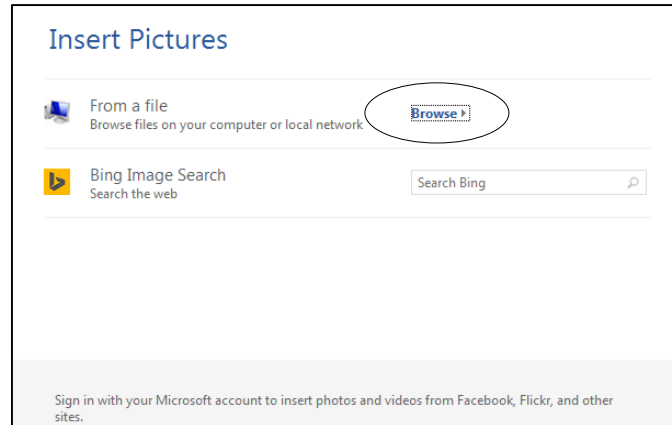 Insert Pictures
From a file
Browse files on your computer or local network
Browse
Bing Image Search
Search the web
Search Bing
Sign in with your Microsoft account to insert photos and videos from Facebook, Flickr, and other
sites.